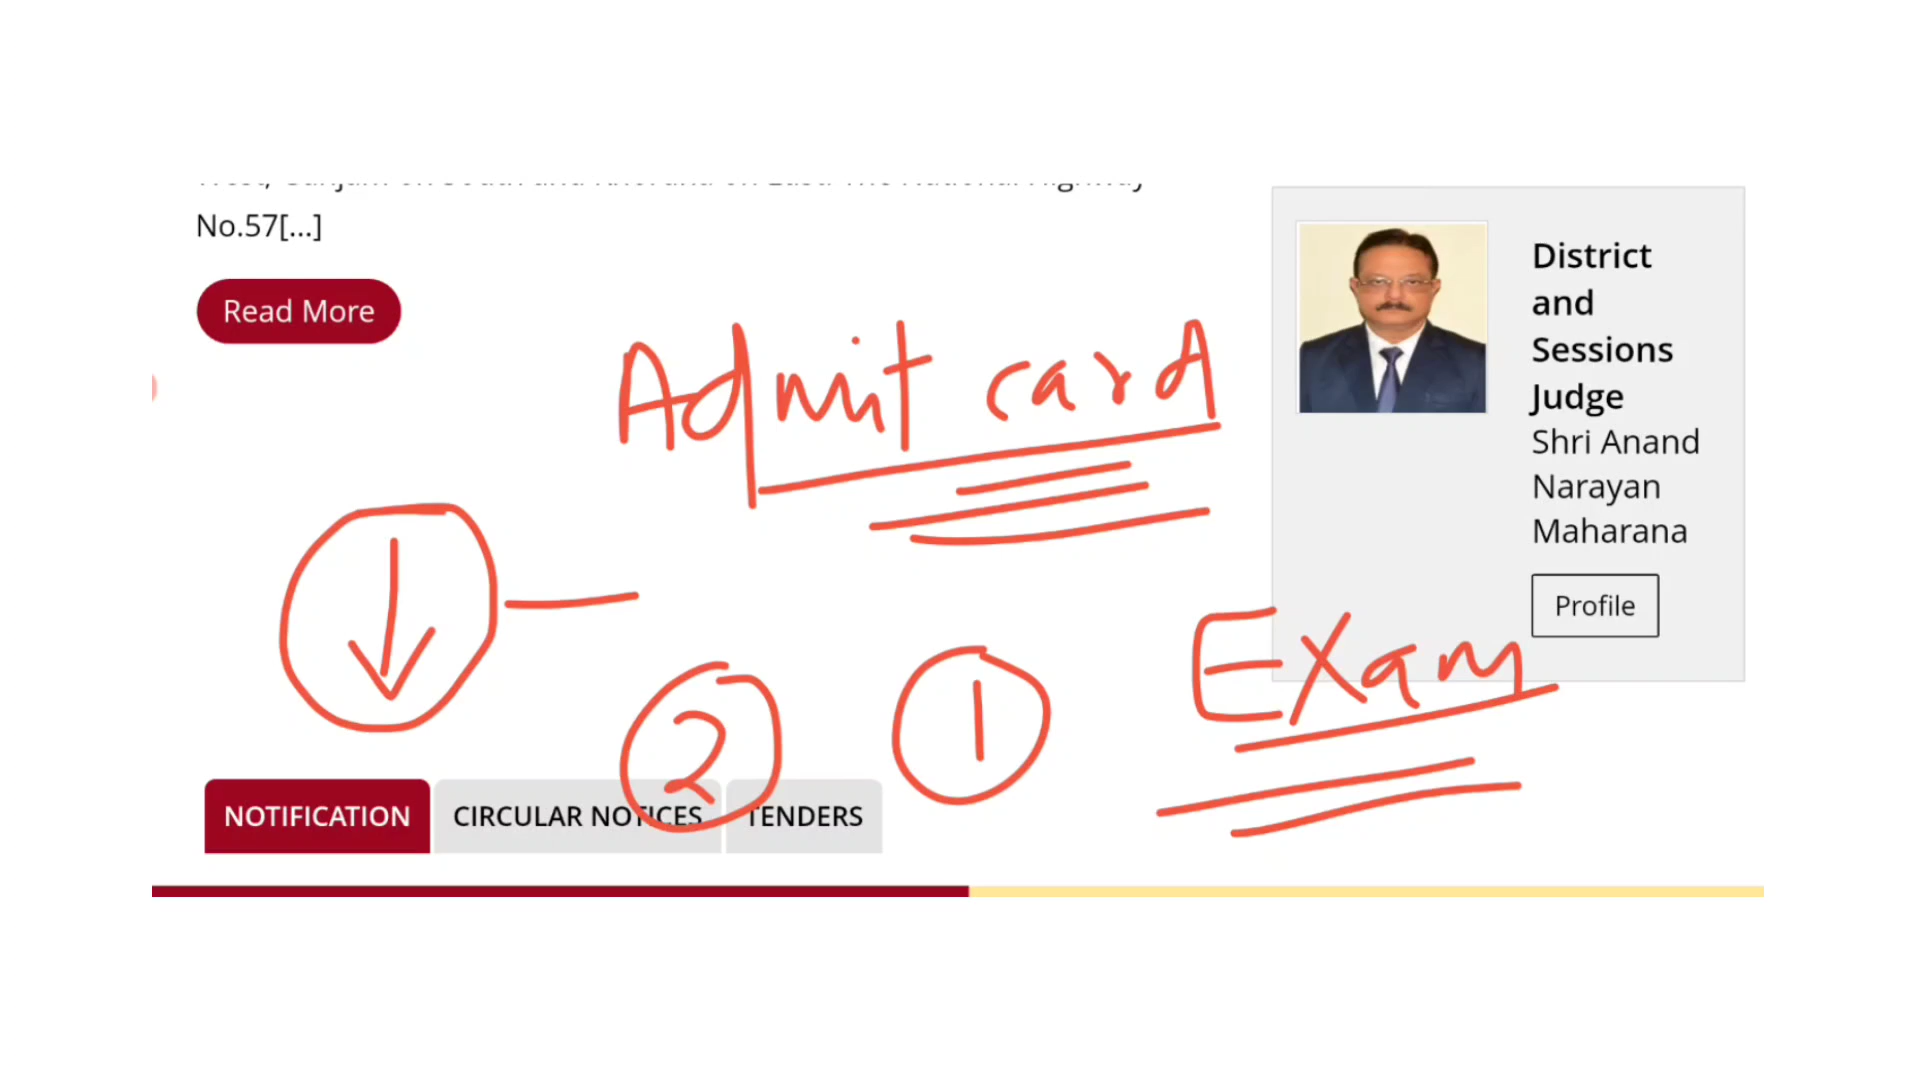 No.57[...]
Read More
Admit card
District
and
Sessions
Judge
Shri Anand
Narayan
Maharana
Profile
2
1
Exam
NOTIFICATION
CIRCULAR NOTICES
TENDERS